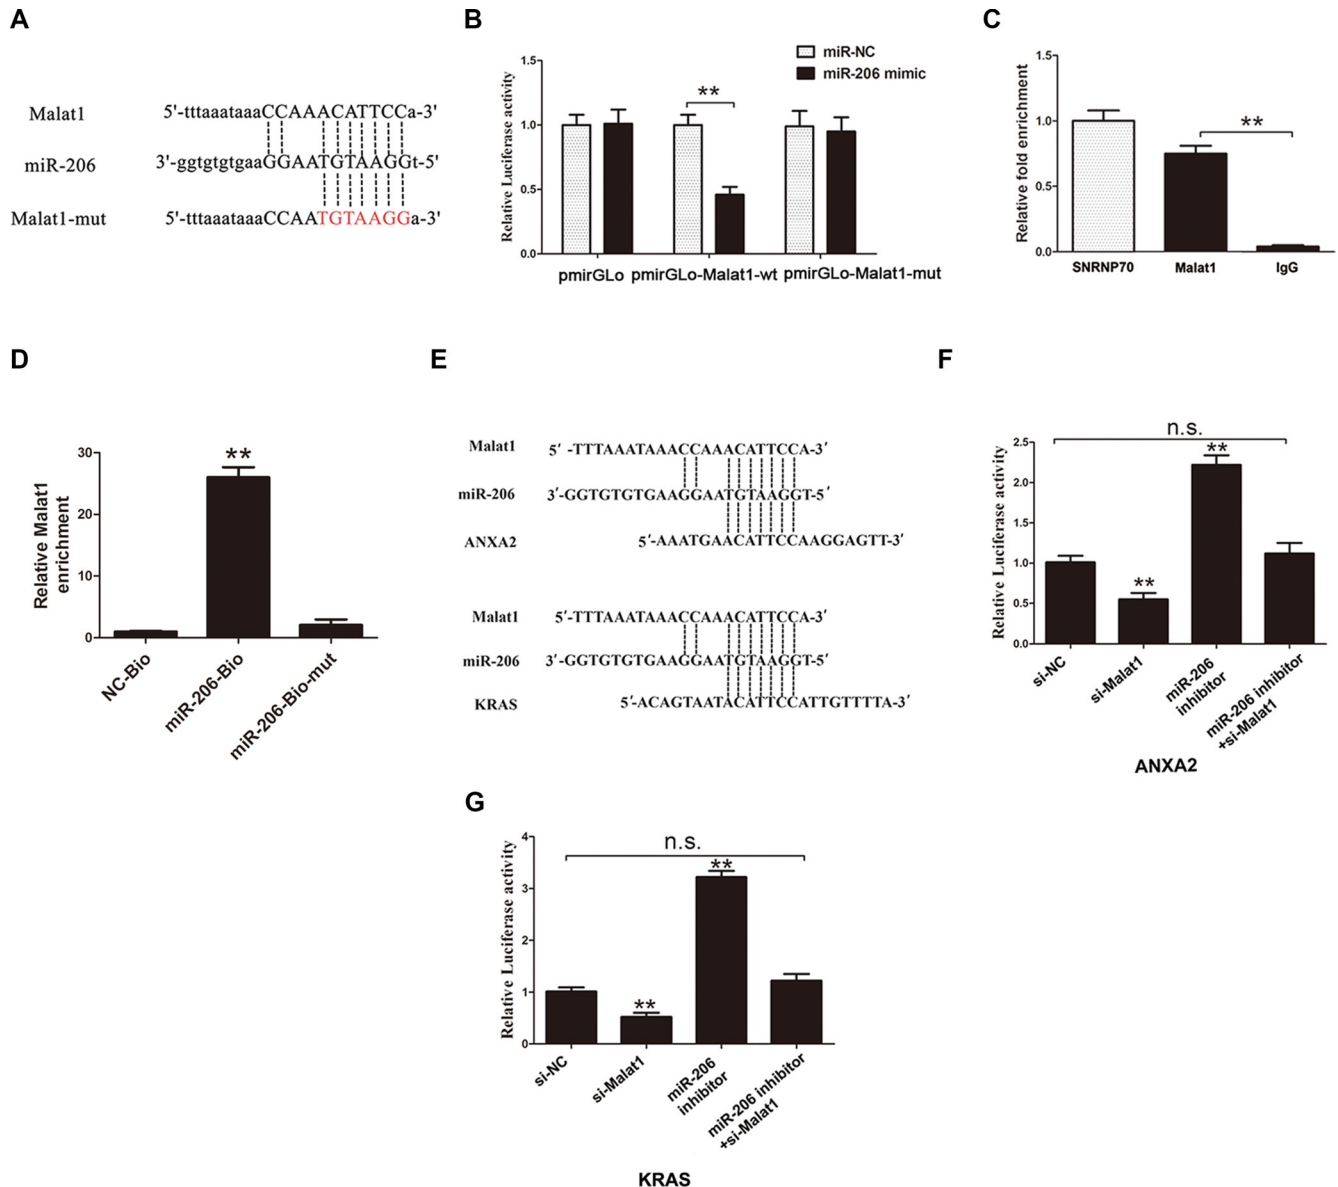 A
Malat1 5'-tttaaataaaCCAAACATTCCa-3'
miR-206 3'-ggtgtgtgaaGGAATGTAAGGt-5'
Malat1-mut 5'-tttaaataaaCCAATGTAAGGa-3'
B
miR-NC
miR-206 mimic
Relative Luciferase activity
1.5
1.0
0.5
0.0
**
pmirGLo pmirGLo-Malat1-wt pmirGLo-Malat1-mut
C
Relative fold enrichment
1.5
1.0
0.5
0.0
**
SNRNP70 Malat1 IgG
D
Relative Malat1
enrichment
30
20
10
0
**
NC-Bio
miR-206-Bio
miR-206-Bio-mut
E
Malat1 5' -TTTAAATAAACCAAACATTCCA-3'
miR-206 3'-GGTGTGTGAAGGAATGTAAGGT-5'
ANXA2 5'-AAATGAACATTCCAAGGAGTT-3'
Malat1 5'-TTTAAATAAACCAAACATTCCA-3'
miR-206 3'-GGTGTGTGAAGGAATGTAAGGT-5'
KRAS 5'-ACAGTAATACATTCCATTGTTTTA-3'
F
Relative Luciferase activity
2.5
2.0
1.5
1.0
0.5
0.0
n.s.
**
**
si-NC
si-Malat1
miR-206
inhibitor
miR-206 inhibitor
+si-Malat1
ANXA2
G
Relative Luciferase activity
4
3
2
1
0
n.s.
**
**
si-NC
si-Malat1
miR-206
inhibitor
miR-206 inhibitor
+si-Malat1
KRAS